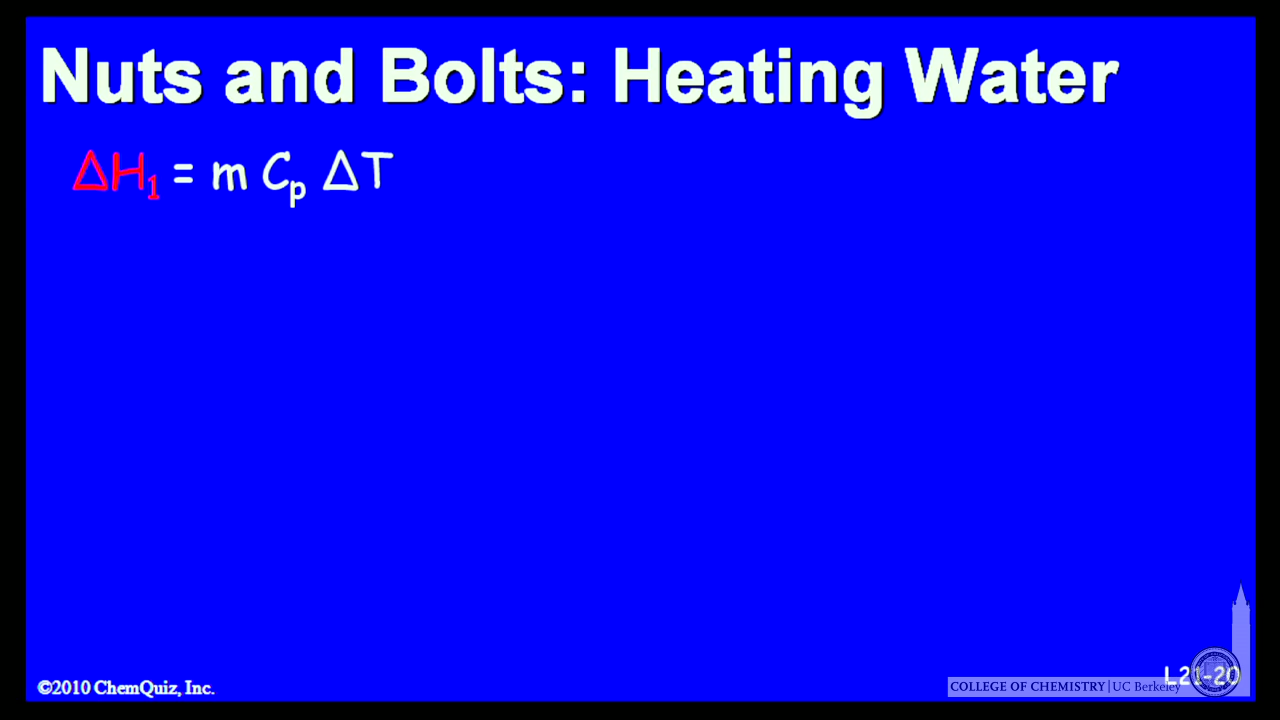 Nuts and Bolts: Heating Water
ΔH₁ = m Cₚ ΔT
©2010 ChemQuiz, Inc.
L21-20
COLLEGE OF CHEMISTRY | UC Berkeley